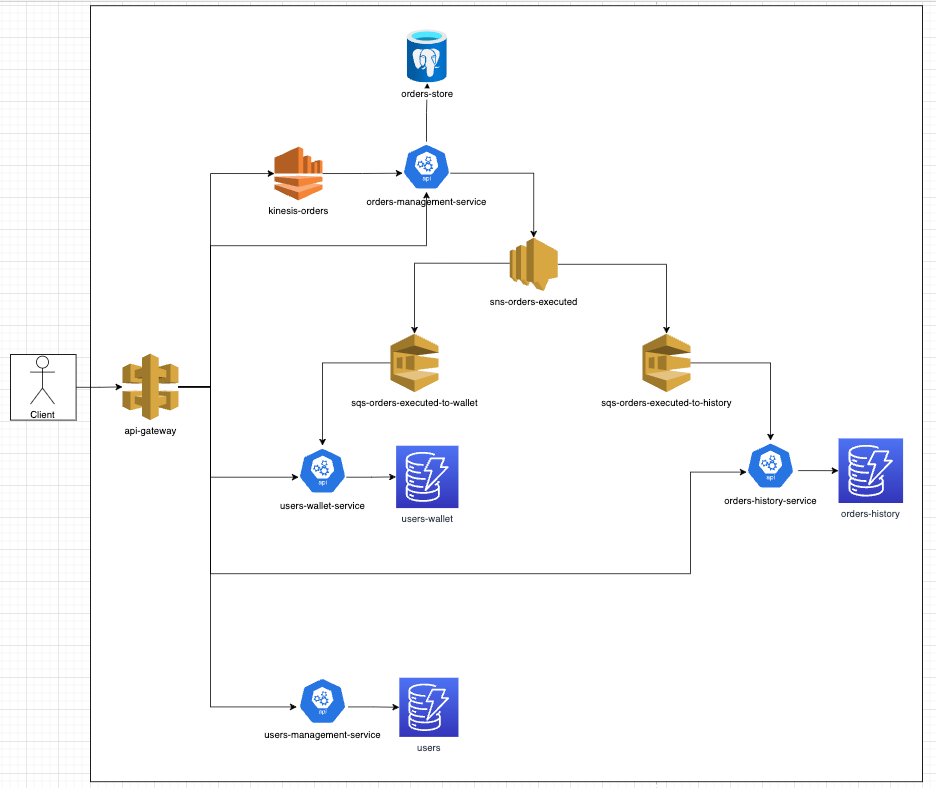 orders-store
api
kinesis-orders
orders-management-service
sns-orders-executed
sqs-orders-executed-to-wallet
sqs-orders-executed-to-history
Client
api-gateway
api
users-wallet-service
users-wallet
api
orders-history-service
orders-history
api
users-management-service
users